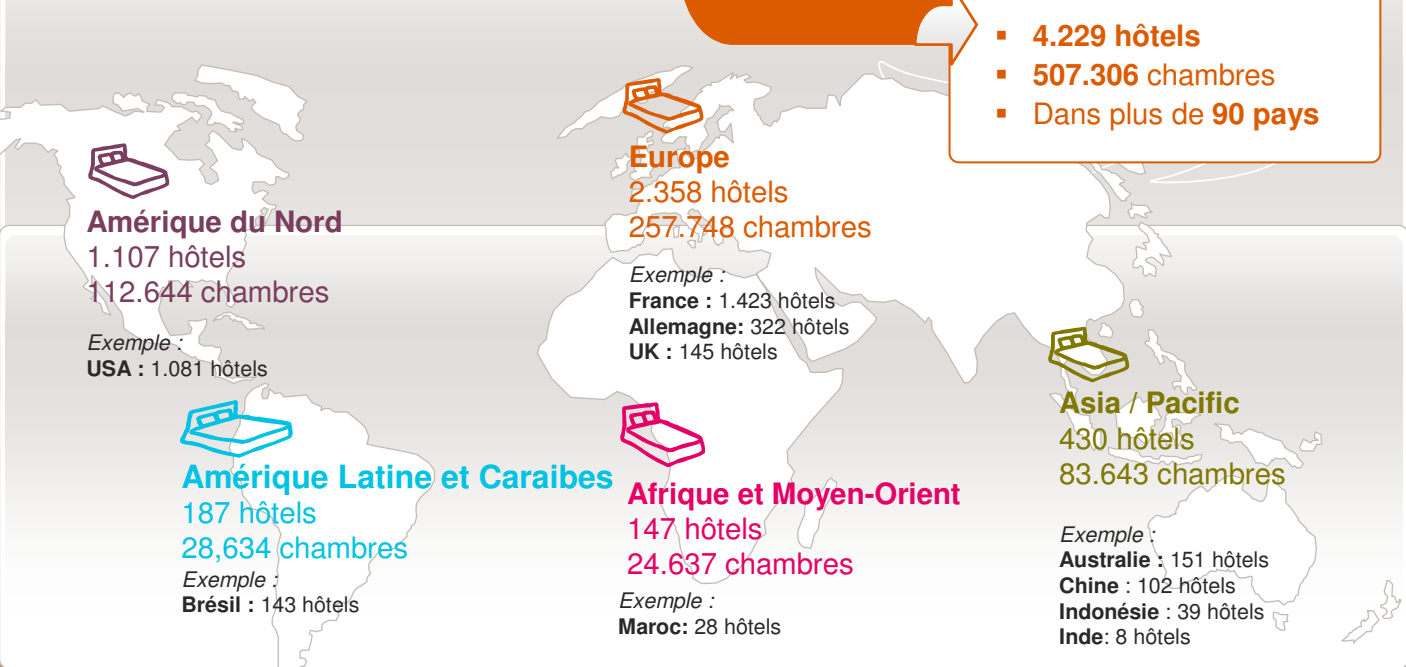 ▪ 4.229 hôtels
▪ 507.306 chambres
▪ Dans plus de 90 pays
Amérique du Nord
1.107 hôtels
112.644 chambres
Exemple :
USA : 1.081 hôtels
Europe
2.358 hôtels
257.748 chambres
Exemple :
France : 1.423 hôtels
Allemagne: 322 hôtels
UK : 145 hôtels
Amérique Latine et Caraibes
187 hôtels
28,634 chambres
Exemple :
Brésil : 143 hôtels
Afrique et Moyen-Orient
147 hôtels
24.637 chambres
Exemple :
Maroc: 28 hôtels
Asia / Pacific
430 hôtels
83.643 chambres
Exemple :
Australie : 151 hôtels
Chine : 102 hôtels
Indonésie : 39 hôtels
Inde: 8 hôtels